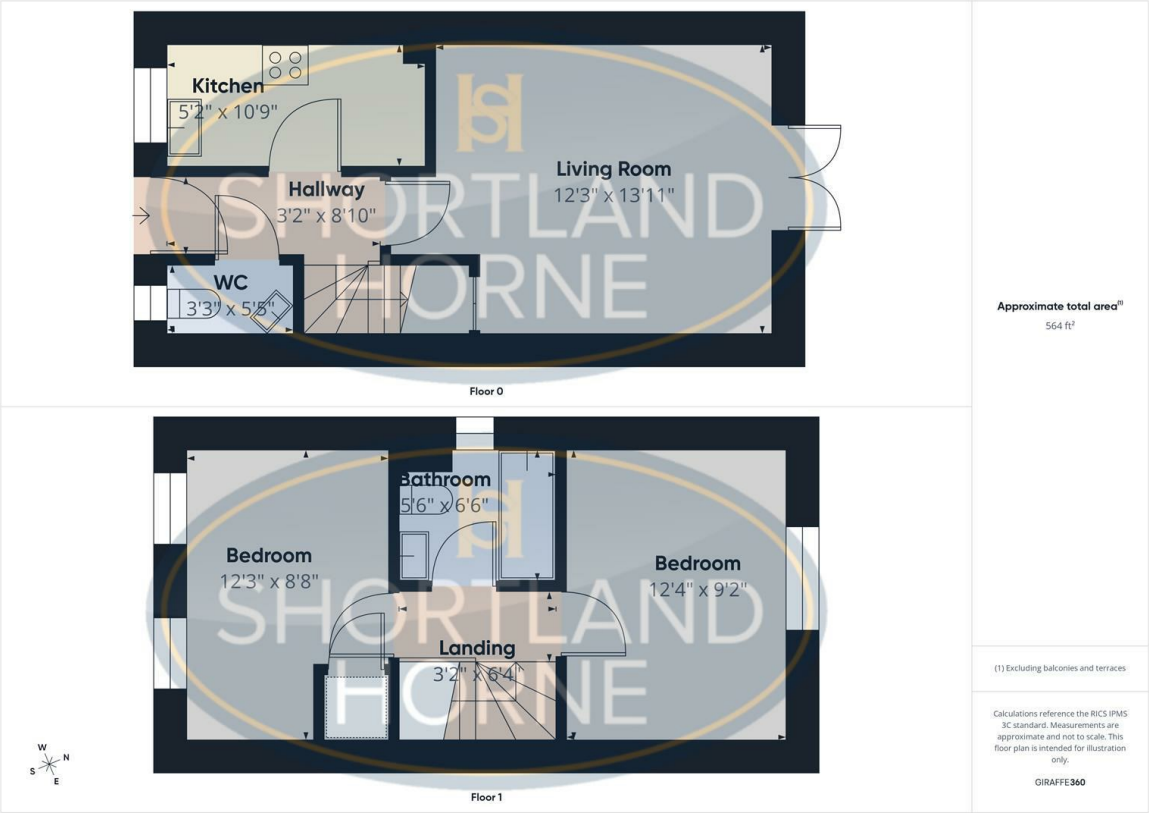 Kitchen
5'2" x 10'9"
Living Room
12'3" x 13'11"
Hallway
3'2" x 8'10"
WC
3'3" x 5'5"
SH
SHORTLAND
HORNE
Floor 0
Approximate total area(1)
564 ft²
Bathroom
5'6" x 6'6"
Bedroom
12'3" x 8'8"
Bedroom
12'4" x 9'2"
Landing
3'2" x 6'4"
SH
SHORTLAND
HORNE
W
N
S
E
Floor 1
(1) Excluding balconies and terraces
Calculations reference the RICS IPMS
3C standard. Measurements are
approximate and not to scale. This
floor plan is intended for illustration
only.
GIRAFFE360